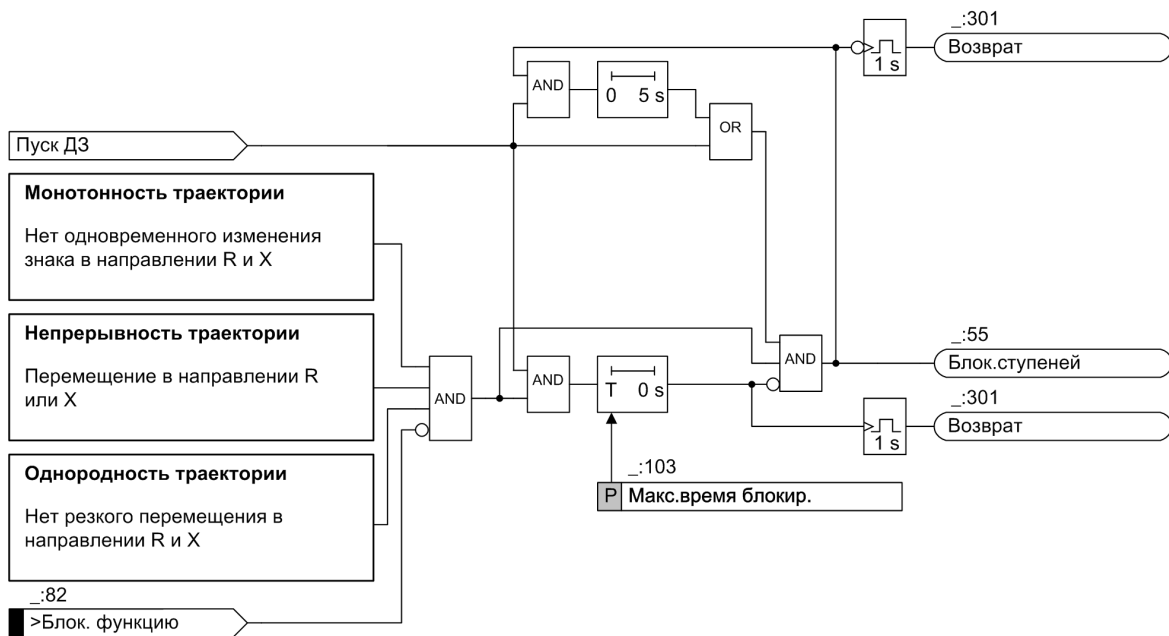 _:301
Возврат
1 s
AND
0 5 s
OR
Пуск ДЗ
Монотонность траектории
Нет одновременного изменения
знака в направлении R и X
Непрерывность траектории
Перемещение в направлении R
или X
AND
AND
T 0 s
AND
_:55
Блок.ступеней
_:301
Возврат
1 s
_:103
P Макс.время блокир.
Однородность траектории
Нет резкого перемещения в
направлении R и X
_:82
>Блок. функцию